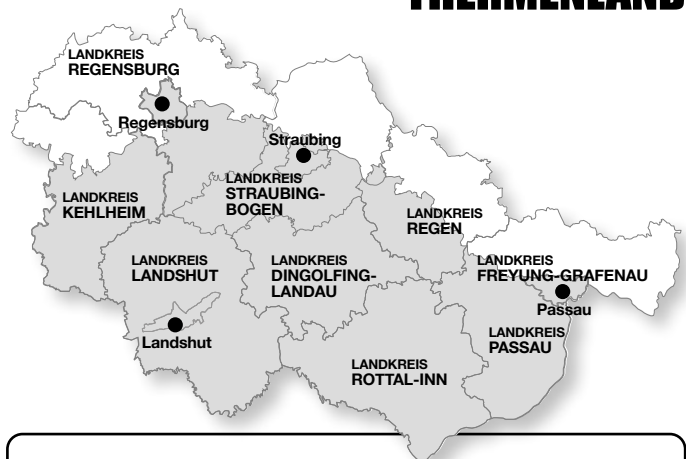 THERMENLAND
LANDKREIS
REGENSBURG
Regensburg
Straubing
LANDKREIS
STRAUBING-
BOGEN
LANDKREIS
KEHLHEIM
LANDKREIS
REGEN
LANDKREIS
LANDSHUT
LANDKREIS
DINGOLFING-
LANDAU
LANDKREIS
FREYUNG-GRAFENAU
Passau
Landshut
LANDKREIS
PASSAU
LANDKREIS
ROTTAL-INN